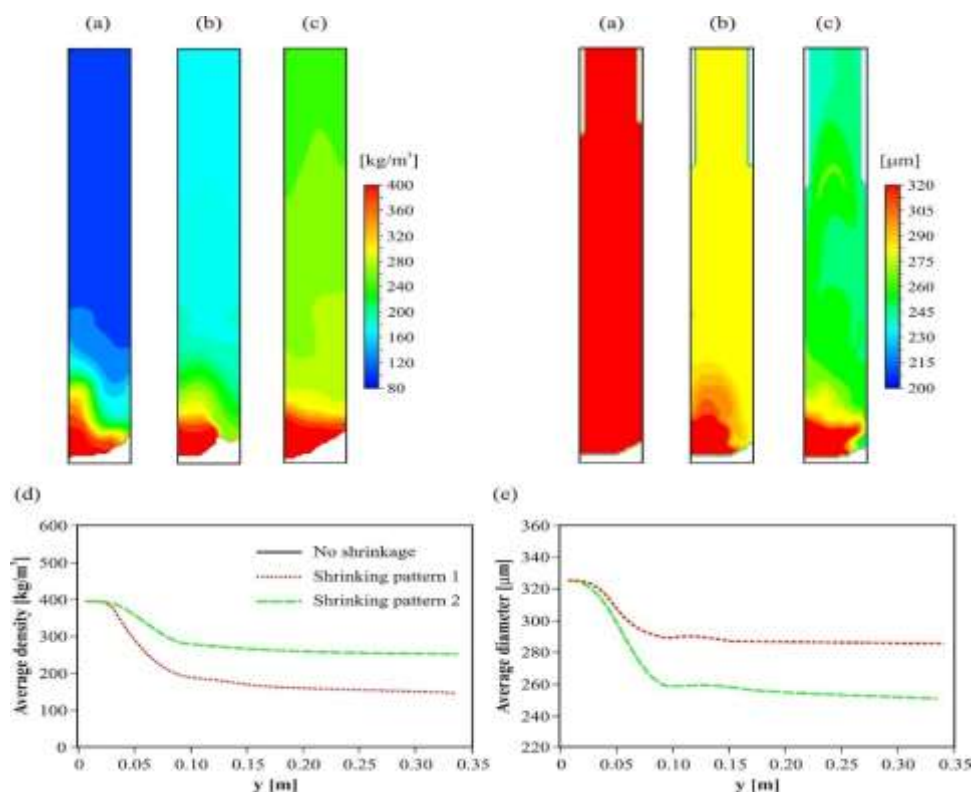 (a) (b) (c)
[kg/m³]
400
360
320
280
240
200
160
120
80
(a) (b) (c)
[μm]
320
305
290
275
260
245
230
215
200
(d)
Average density [kg/m³]
600
500
400
300
200
100
0
No shrinkage
Shrinking pattern 1
Shrinking pattern 2
0 0.05 0.10 0.15 0.20 0.25 0.30 0.35
y [m]
(e)
Average diameter [μm]
360
340
320
300
280
260
240
220
0 0.05 0.10 0.15 0.20 0.25 0.30 0.35
y [m]